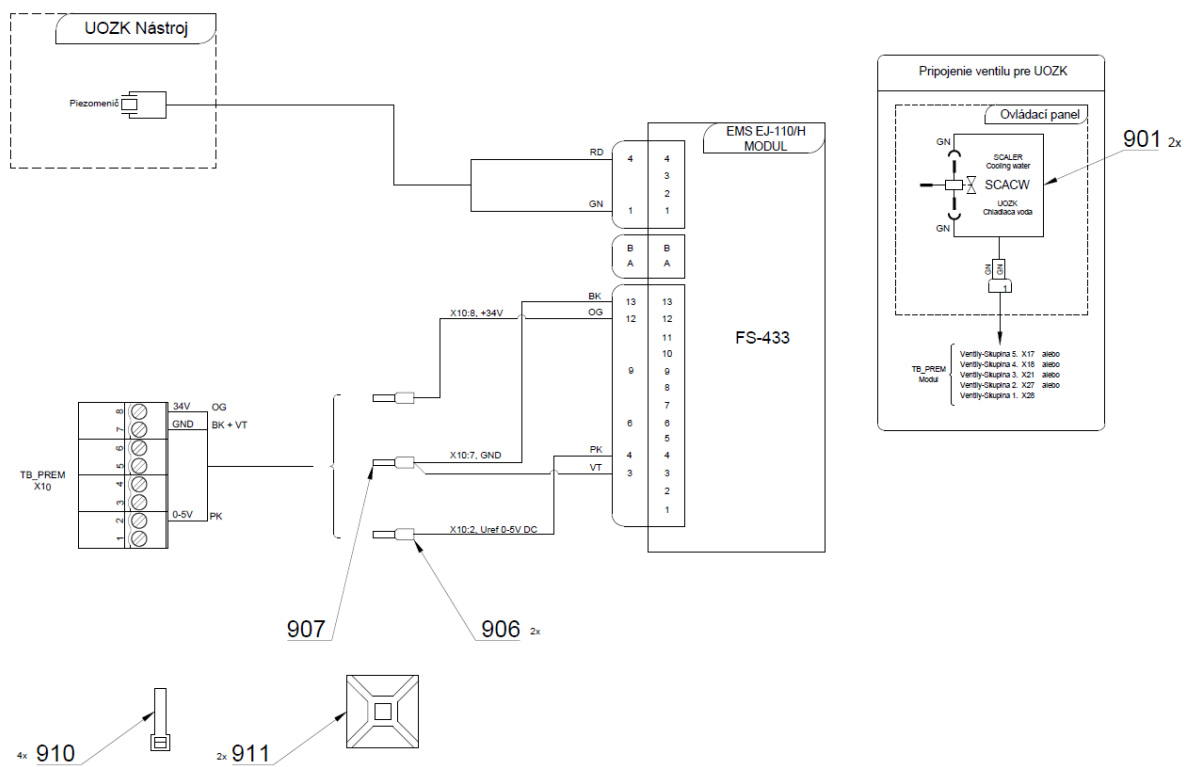 UOZK Nástroj
Piezomenič
EMS EJ-110/H
MODUL
RD
4
4
3
2
GN
1
1
B
B
A
A
BK
13
13
X10:8, +34V
OG
12
12
11
10
9
9
8
7
6
6
5
PK
4
4
X10:7, GND
VT
3
3
2
1
X10:2, Uref 0-5V DC
FS-433
TB_PREM
X10
8
7
6
5
4
3
2
1
34V
OG
GND
BK + VT
0-5V
PK
907
906 2x
4x 910
2x 911
Pripojenie ventilu pre UOZK
Ovládací panel
GN
SCALER
Cooling water
SCACW
UOZK
Chladiaca voda
GN
GN
GN
1
901 2x
TB_PREM
Modul
Ventily-Skupina 5. X17 alebo
Ventily-Skupina 4. X18 alebo
Ventily-Skupina 3. X21 alebo
Ventily-Skupina 2. X27 alebo
Ventily-Skupina 1. X28